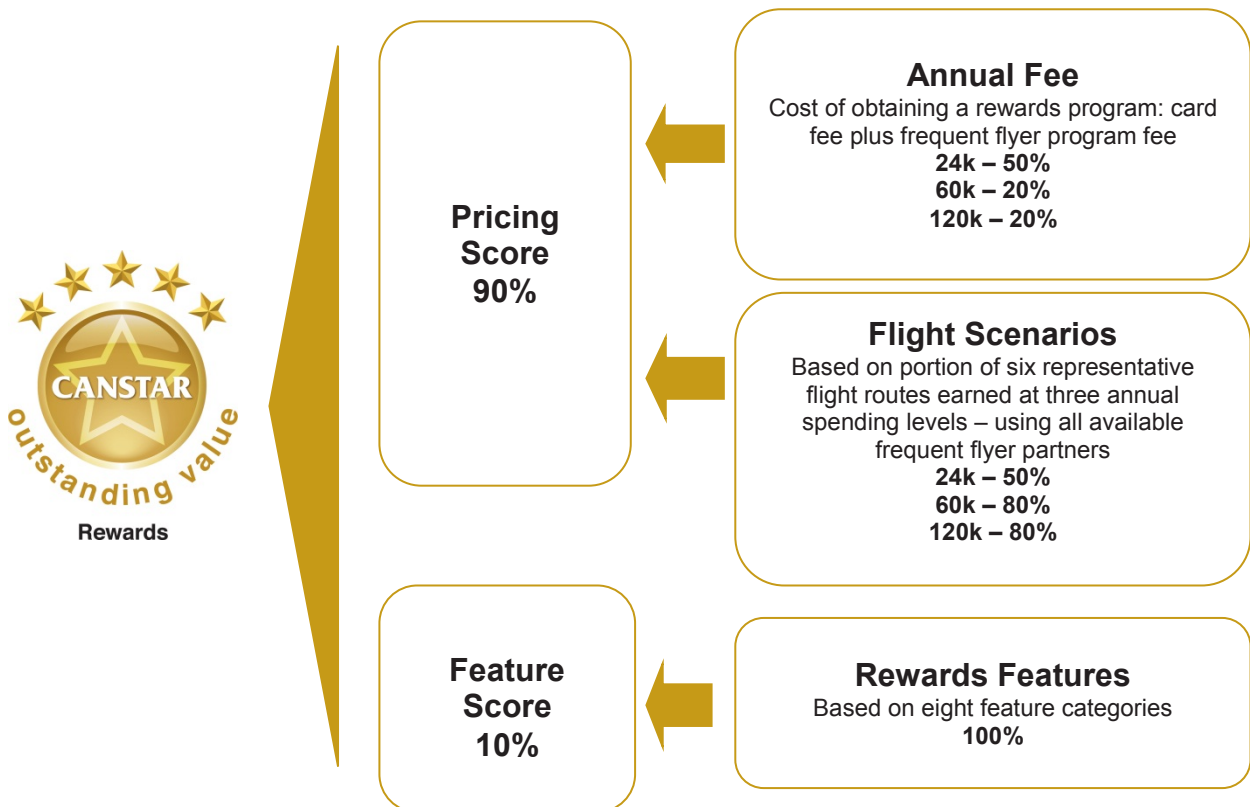 CANSTAR
outstanding value
Rewards
Pricing
Score
90%
Annual Fee
Cost of obtaining a rewards program: card
fee plus frequent flyer program fee
24k – 50%
60k – 20%
120k – 20%
Flight Scenarios
Based on portion of six representative
flight routes earned at three annual
spending levels – using all available
frequent flyer partners
24k – 50%
60k – 80%
120k – 80%
Feature
Score
10%
Rewards Features
Based on eight feature categories
100%